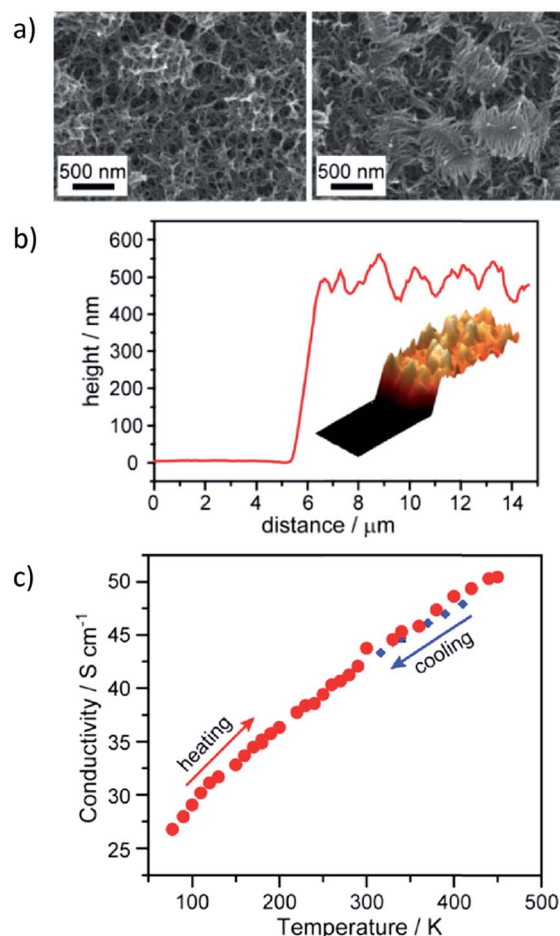 a)
500 nm
500 nm
b)
600
500
400
300
200
100
0
height / nm
0 2 4 6 8 10 12 14
distance / μm
c)
50
45
40
35
30
25
Conductivity / S cm⁻¹
heating
cooling
100 200 300 400 500
Temperature / K